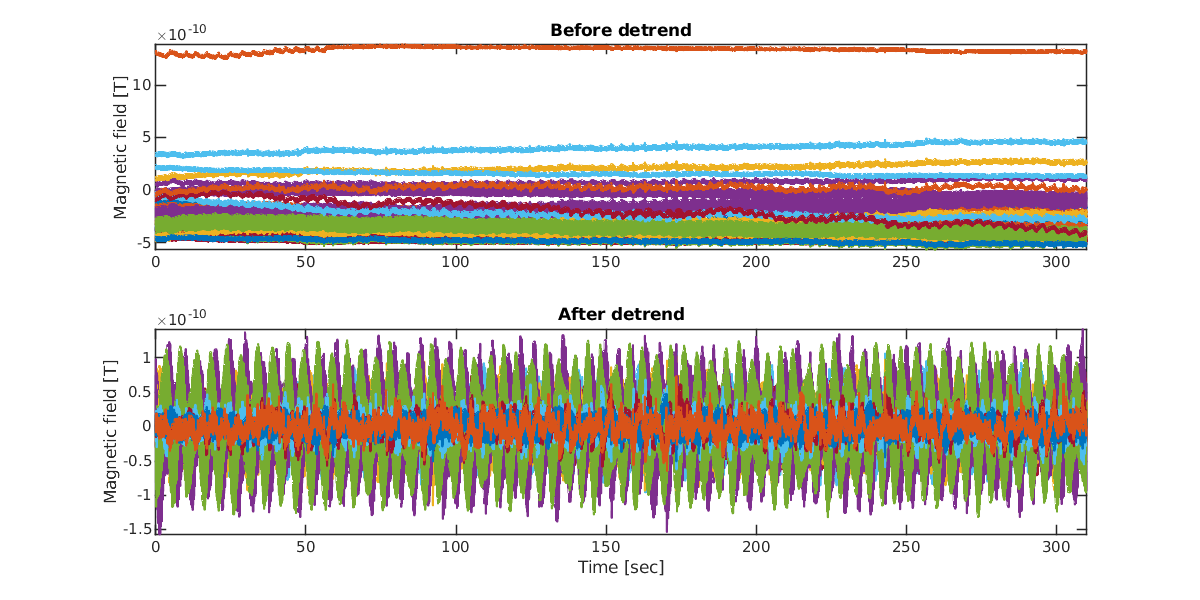 Before detrend
×10-10
Magnetic field [T]
10
5
0
-5
0 50 100 150 200 250 300
After detrend
×10-10
Magnetic field [T]
1
0.5
0
-0.5
-1
-1.5
0 50 100 150 200 250 300
Time [sec]